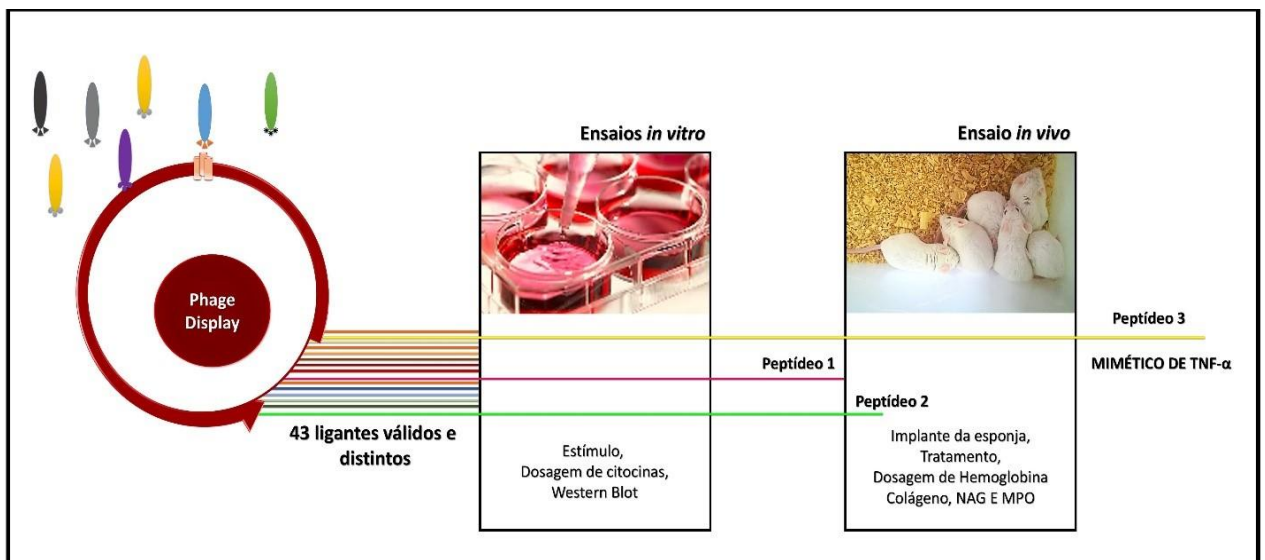 Phage
Display
43 ligantes válidos e
distintos
Ensaios in vitro
Peptídeo 1
Estímulo,
Dosagem de citocinas,
Western Blot
Ensaio in vivo
Peptídeo 2
Implante da esponja,
Tratamento,
Dosagem de Hemoglobina
Colágeno, NAG E MPO
Peptídeo 3
MIMÉTICO DE TNF-α